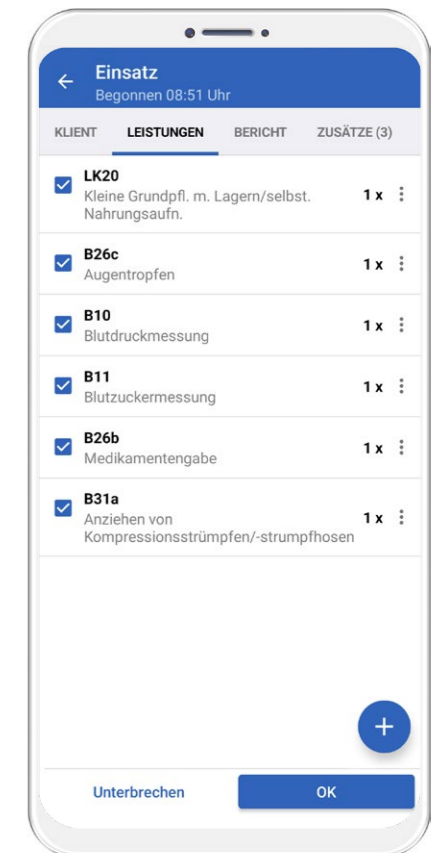 Einsatz
Begonnen 08:51 Uhr
KLIENT LEISTUNGEN BERICHT ZUSÄTZE (3)
LK20
Kleine Grundpfl. m. Lagern/selbst.
Nahrungsaufn.
1 x
B26c
Augentropfen
1 x
B10
Blutdruckmessung
1 x
B11
Blutzuckermessung
1 x
B26b
Medikamentengabe
1 x
B31a
Anziehen von
Kompressionsstrümpfen/-strumpfhosen
1 x
Unterbrechen OK